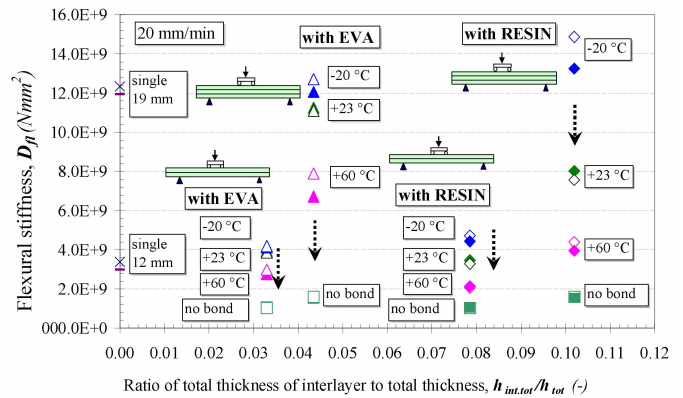 16.0E+9
14.0E+9
12.0E+9
10.0E+9
8.0E+9
6.0E+9
4.0E+9
2.0E+9
000.0E+0
Flexural stiffness, Dfl (Nmm²)
20 mm/min
with EVA
with RESIN
-20 °C
-20 °C
single
19 mm
+23 °C
+60 °C
+23 °C
with EVA
with RESIN
-20 °C
-20 °C
single
12 mm
+23 °C
+23 °C
+60 °C
+60 °C
+60 °C
no bond
no bond
no bond
no bond
0.00 0.01 0.02 0.03 0.04 0.05 0.06 0.07 0.08 0.09 0.10 0.11 0.12
Ratio of total thickness of interlayer to total thickness, h int.tot/h tot (-)